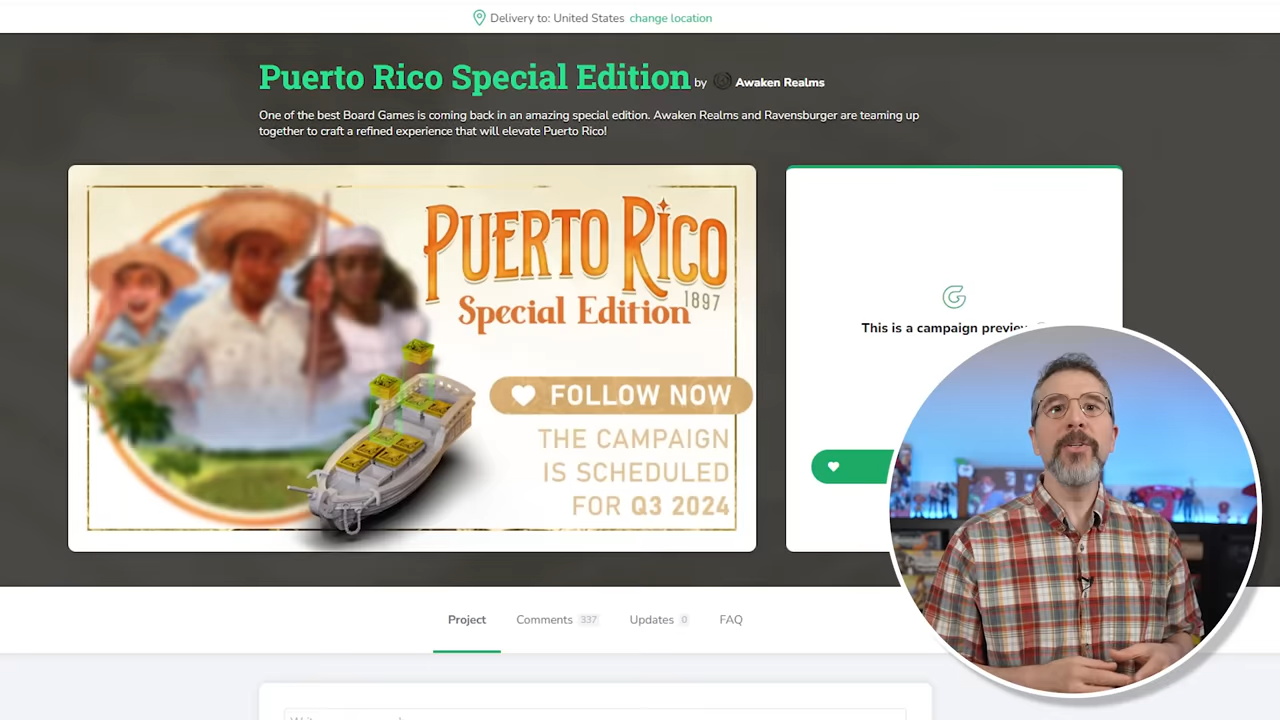 Delivery to: United States change location
Puerto Rico Special Edition by Awaken Realms
One of the best Board Games is coming back in an amazing special edition. Awaken Realms and Ravensburger are teaming up
together to craft a refined experience that will elevate Puerto Rico!
PUERTO RICO
1897
Special Edition
FOLLOW NOW
THE CAMPAIGN
IS SCHEDULED
FOR Q3 2024
This is a campaign preview
Project Comments 337 Updates 0 FAQ